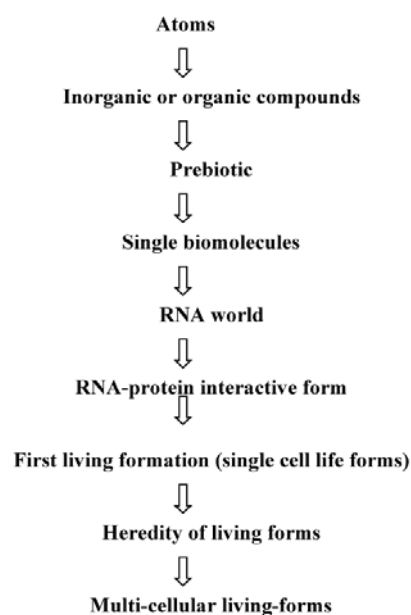 Atoms
Inorganic or organic compounds
Prebiotic
Single biomolecules
RNA world
RNA-protein interactive form
First living formation (single cell life forms)
Heredity of living forms
Multi-cellular living-forms